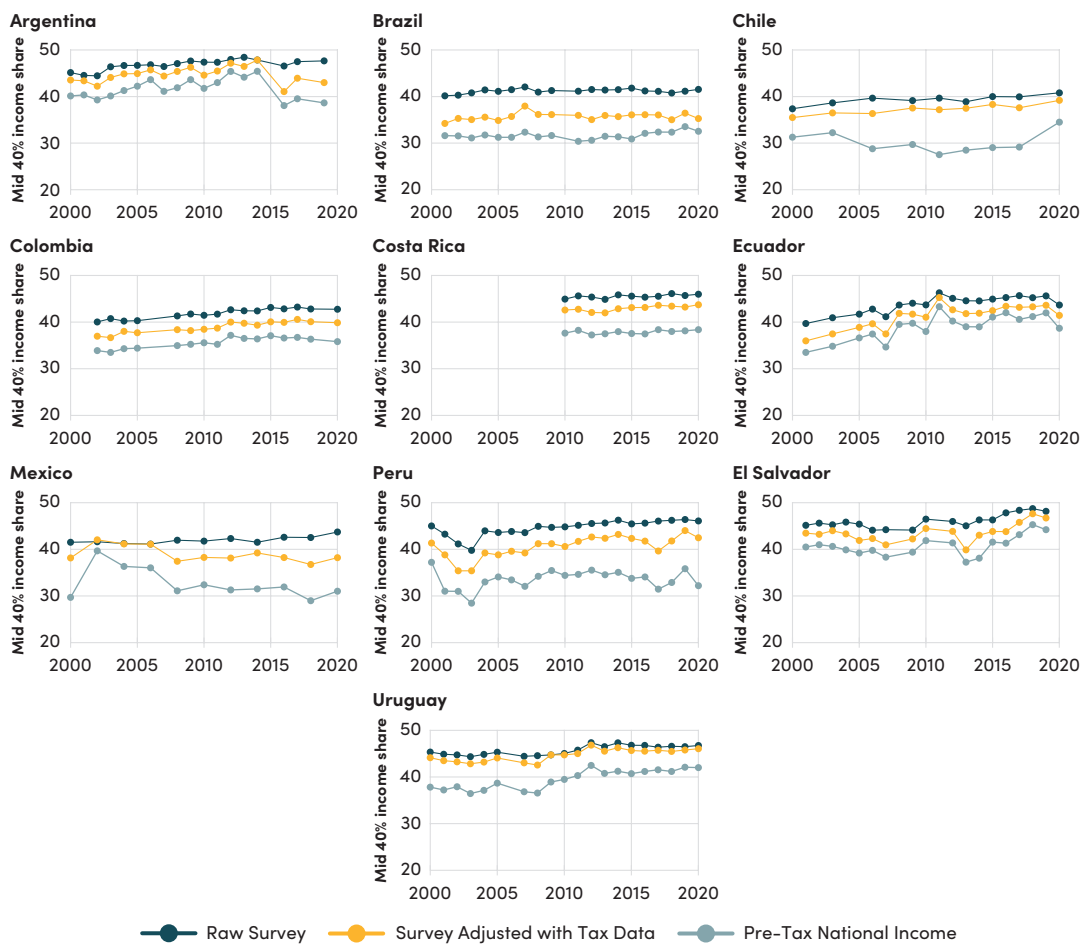 Argentina
Mid 40% income share
50
40
30
20
2000 2005 2010 2015 2020
Brazil
Mid 40% income share
50
40
30
20
2000 2005 2010 2015 2020
Chile
Mid 40% income share
50
40
30
20
2000 2005 2010 2015 2020
Colombia
Mid 40% income share
50
40
30
20
2000 2005 2010 2015 2020
Costa Rica
Mid 40% income share
50
40
30
20
2000 2005 2010 2015 2020
Ecuador
Mid 40% income share
50
40
30
20
2000 2005 2010 2015 2020
Mexico
Mid 40% income share
50
40
30
20
2000 2005 2010 2015 2020
Peru
Mid 40% income share
50
40
30
20
2000 2005 2010 2015 2020
El Salvador
Mid 40% income share
50
40
30
20
2000 2005 2010 2015 2020
Uruguay
Mid 40% income share
50
40
30
20
2000 2005 2010 2015 2020
Raw Survey Survey Adjusted with Tax Data Pre-Tax National Income